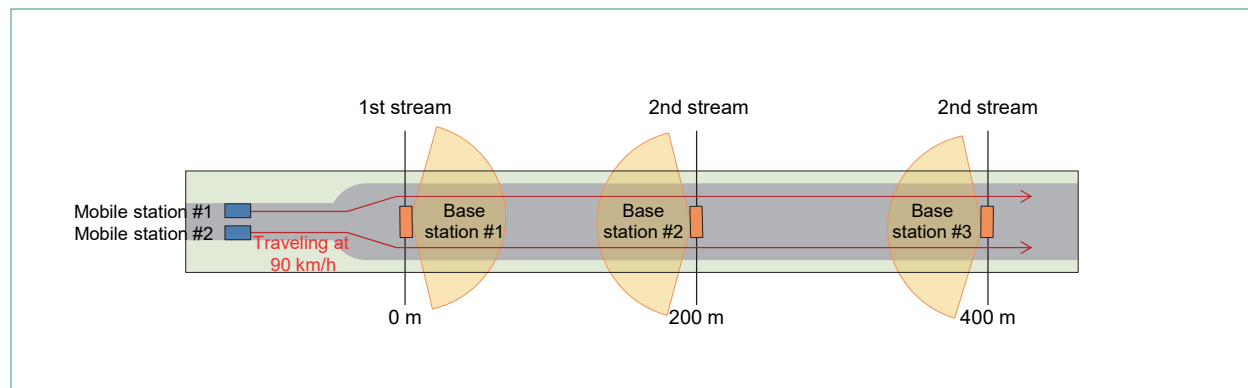 1st stream
2nd stream
2nd stream
Mobile station #1
Mobile station #2
Traveling at
90 km/h
Base
station #1
Base
station #2
Base
station #3
0 m
200 m
400 m